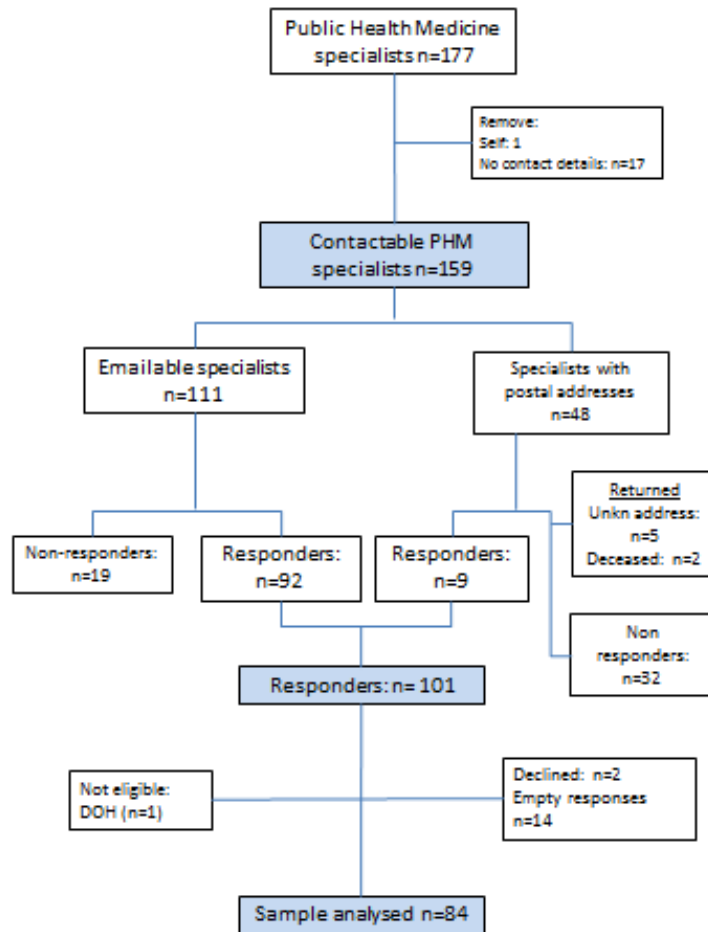 Public Health Medicine
specialists n=177
Remove:
Self: 1
No contact details: n=17
Contactable PHM
specialists n=159
Emailable specialists
n=111
Specialists with
postal addresses
n=48
Returned
Unkn address:
n=5
Deceased: n=2
Non-responders:
n=19
Responders:
n=92
Responders:
n=9
Non
responders:
n=32
Responders: n= 101
Not eligible:
DOH (n=1)
Declined: n=2
Empty responses
n=14
Sample analysed n=84